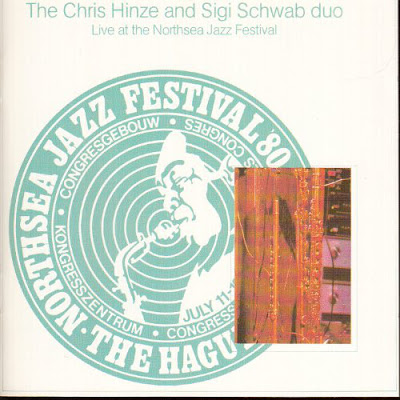 The Chris Hinze and Sigi Schwab duo
Live at the Northsea Jazz Festival
NORTHSEA JAZZ FESTIVAL '80
· THE HAGU
· CONGRESGEBOUW ·
· KONGRESSZENTRUM · CONGRESS
CONGRES
JULY 11-1